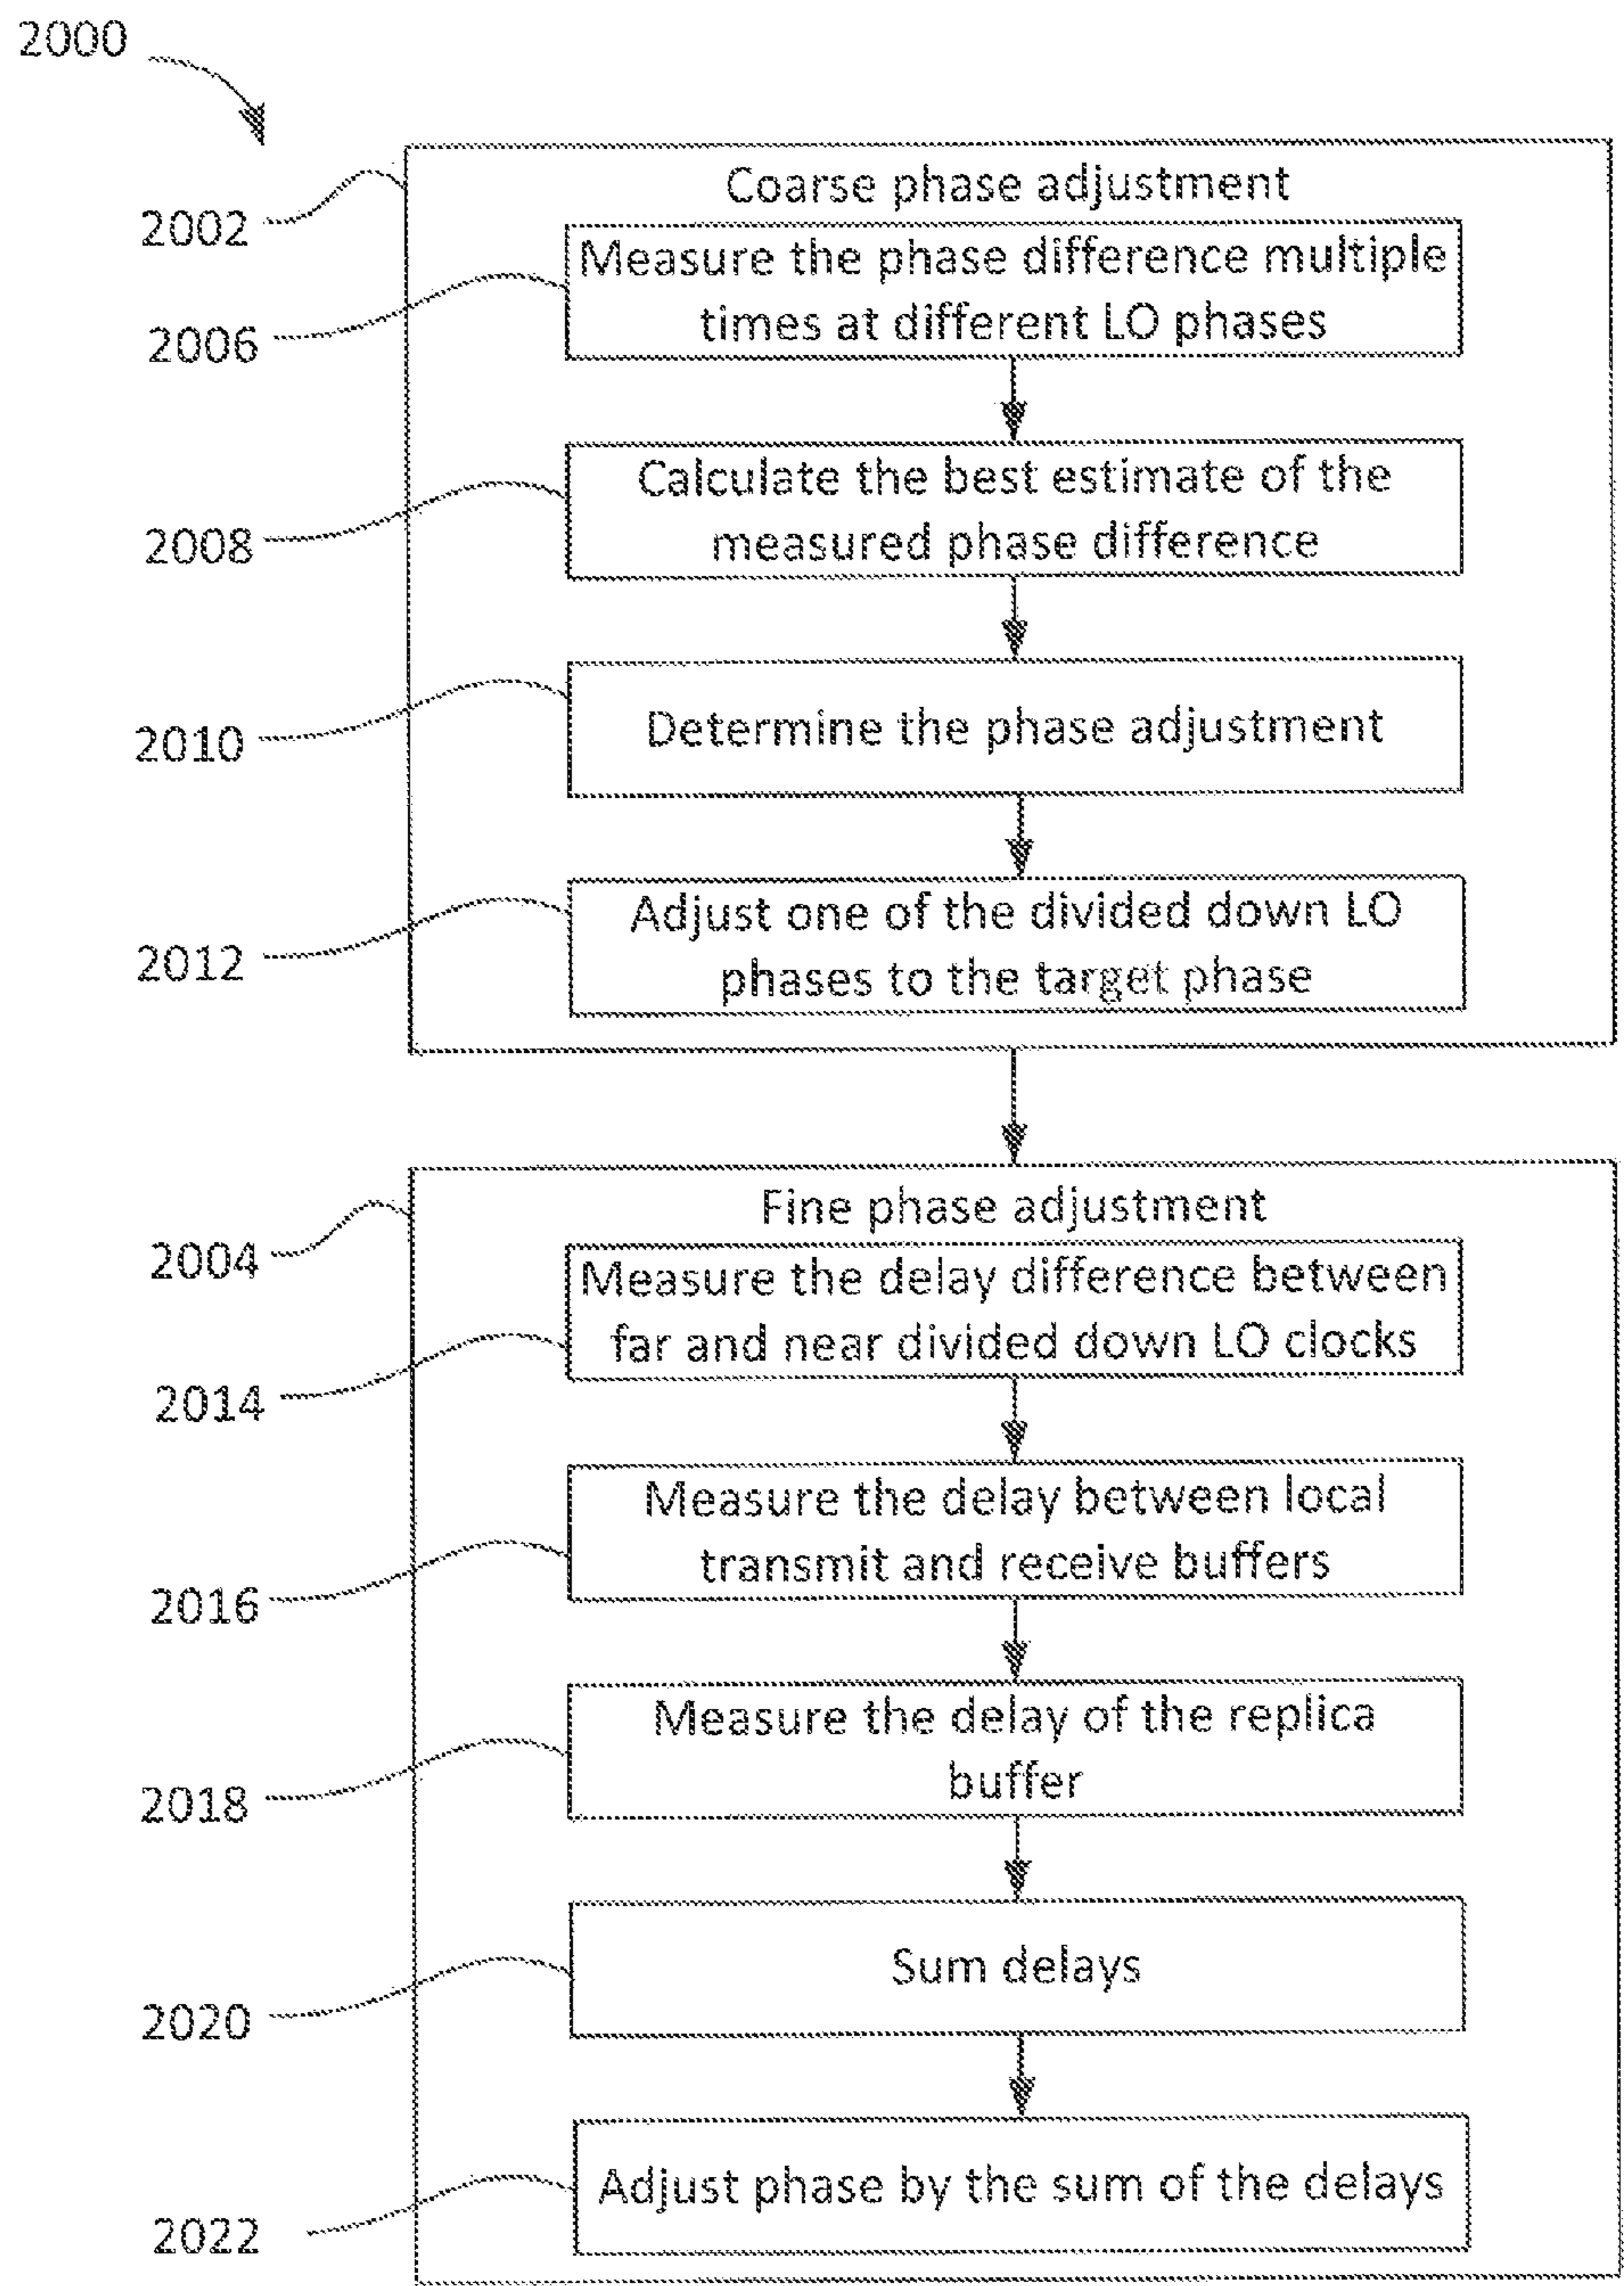 2000
Coarse phase adjustment
2002
Measure the phase difference multiple
times at different LO phases
2006
Calculate the best estimate of the
measured phase difference
2008
Determine the phase adjustment
2010
Adjust one of the divided down LO
phases to the target phase
2012
Fine phase adjustment
2004
Measure the delay difference between
far and near divided down LO clocks
2014
Measure the delay between local
transmit and receive buffers
2016
Measure the delay of the replica
buffer
2018
Sum delays
2020
Adjust phase by the sum of the delays
2022